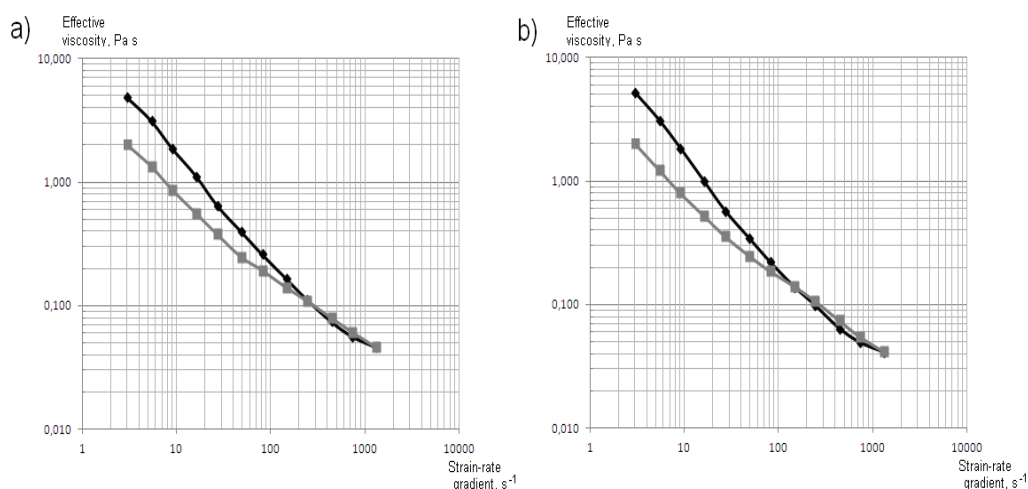 a)
Effective
viscosity, Pa s
10,000
1,000
0,100
0,010
1
10
100
1000
10000
Strain-rate
gradient, s⁻¹
b)
Effective
viscosity, Pa s
10,000
1,000
0,100
0,010
1
10
100
1000
10000
Strain-rate
gradient, s⁻¹